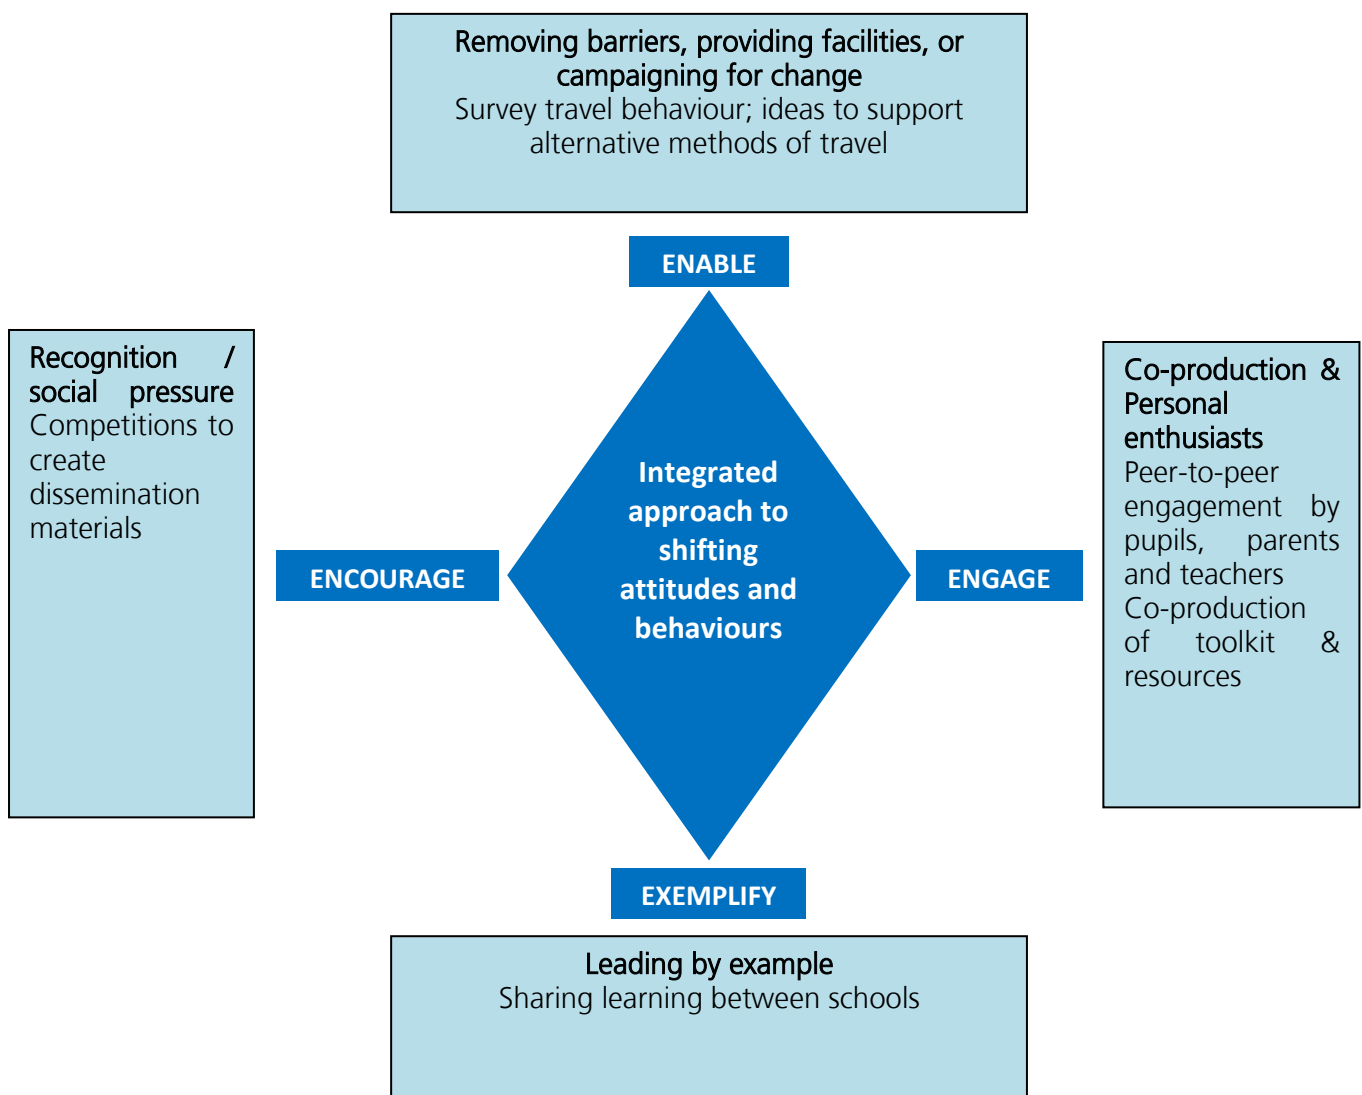 Removing barriers, providing facilities, or
campaigning for change
Survey travel behaviour; ideas to support
alternative methods of travel
ENABLE
Recognition /
social pressure
Competitions to
create
dissemination
materials
ENCOURAGE
Integrated
approach to
shifting
attitudes and
behaviours
ENGAGE
Co-production &
Personal
enthusiasts
Peer-to-peer
engagement by
pupils, parents
and teachers
Co-production
of toolkit &
resources
EXEMPLIFY
Leading by example
Sharing learning between schools